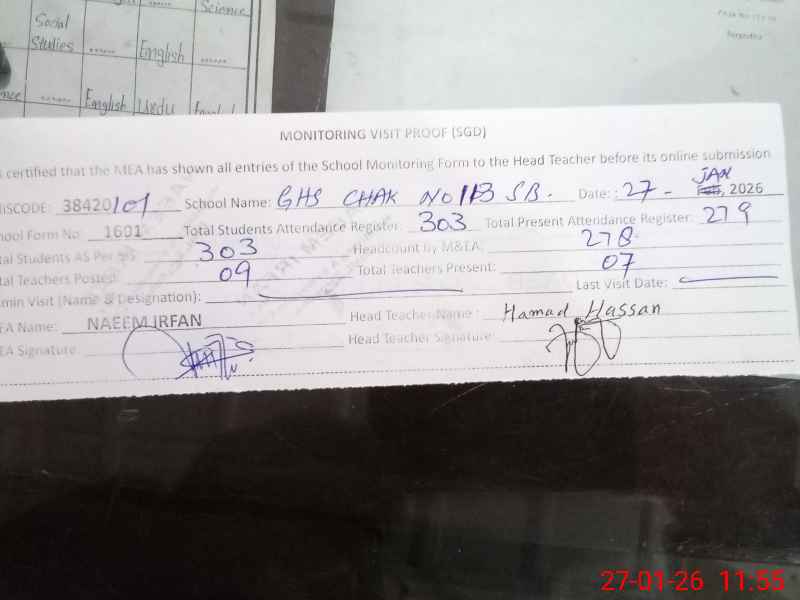 Science
Social
Studies ...... English ......
...... English Urdu
MONITORING VISIT PROOF (SGD)
certified that the MEA has shown all entries of the School Monitoring Form to the Head Teacher before its online submission
ISCODE: 38420101 School Name: GHS CHAK NO 11B SB. Date: : 27 - JAN, 2026
hool Form No: 1601 Total Students Attendance Register: 303 Total Present Attendance Register: 279
tal Students AS Per SIS: 303 Headcount by M&EA: 278
tal Teachers Posted: 09 Total Teachers Present: 07
min Visit (Name & Designation): Last Visit Date:
EA Name: NAEEM IRFAN Head Teacher Name : Hamad Hassan
EA Signature: Head Teacher Signature:
27-01-26 11:55